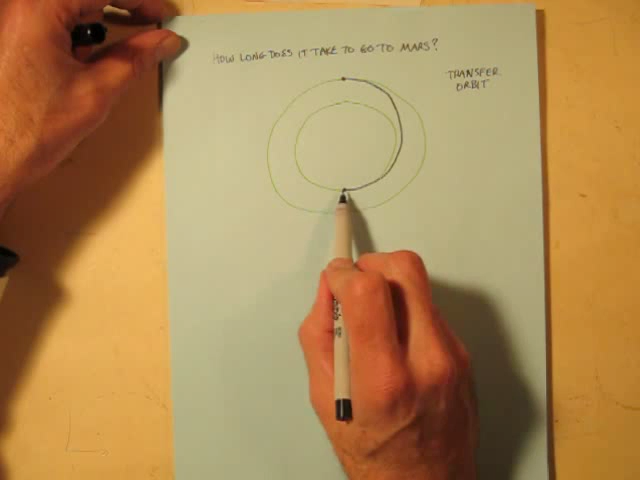 HOW LONG DOES IT TAKE TO GO TO MARS?
TRANSFER
ORBIT